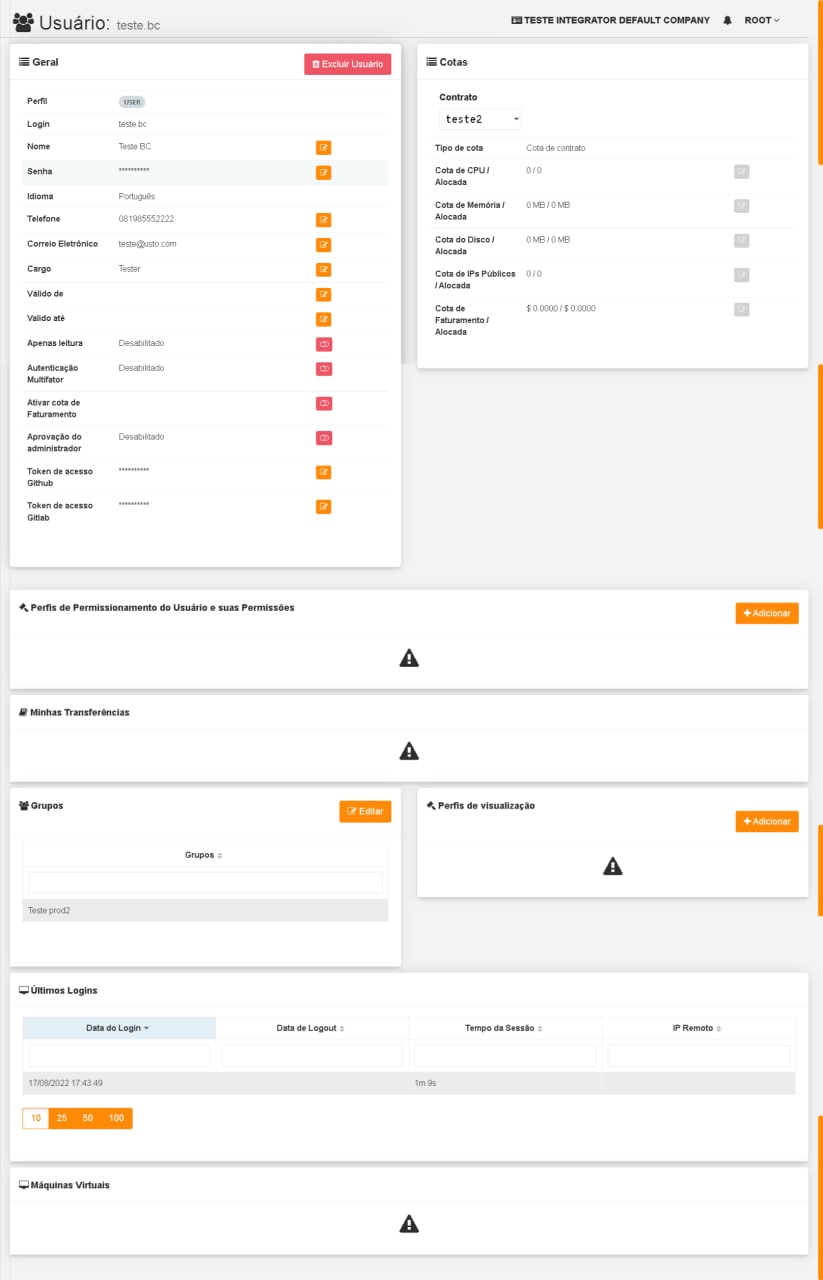 Usuário: teste.bc
TESTE INTEGRATOR DEFAULT COMPANY
ROOT
Geral
Excluir Usuário
Perfil USER
Login teste.bc
Nome Teste BC
Senha **********
Idioma Português
Telefone 081985552222
Correio Eletrônico teste@usto.com
Cargo Tester
Válido de
Valido até
Apenas leitura Desabilitado
Autenticação Desabilitado
Multifator
Ativar cota de
Faturamento
Aprovação do Desabilitado
administrador
Token de acesso **********
Github
Token de acesso **********
Gitlab
Cotas
Contrato
teste2
Tipo de cota Cota de contrato
Cota de CPU / 0 / 0
Alocada
Cota de Memória / 0 MB / 0 MB
Alocada
Cota do Disco / 0 MB / 0 MB
Alocada
Cota de IPs Públicos 0 / 0
/ Alocada
Cota de $ 0.0000 / $ 0.0000
Faturamento /
Alocada
Perfis de Permissionamento do Usuário e suas Permissões
Adicionar
Minhas Transferências
Grupos
Editar
Grupos
Teste prod2
Perfis de visualização
Adicionar
Últimos Logins
Data do Login Data de Logout Tempo da Sessão IP Remoto
17/08/2022 17:43:49 1m 9s
10 25 50 100
Máquinas Virtuais